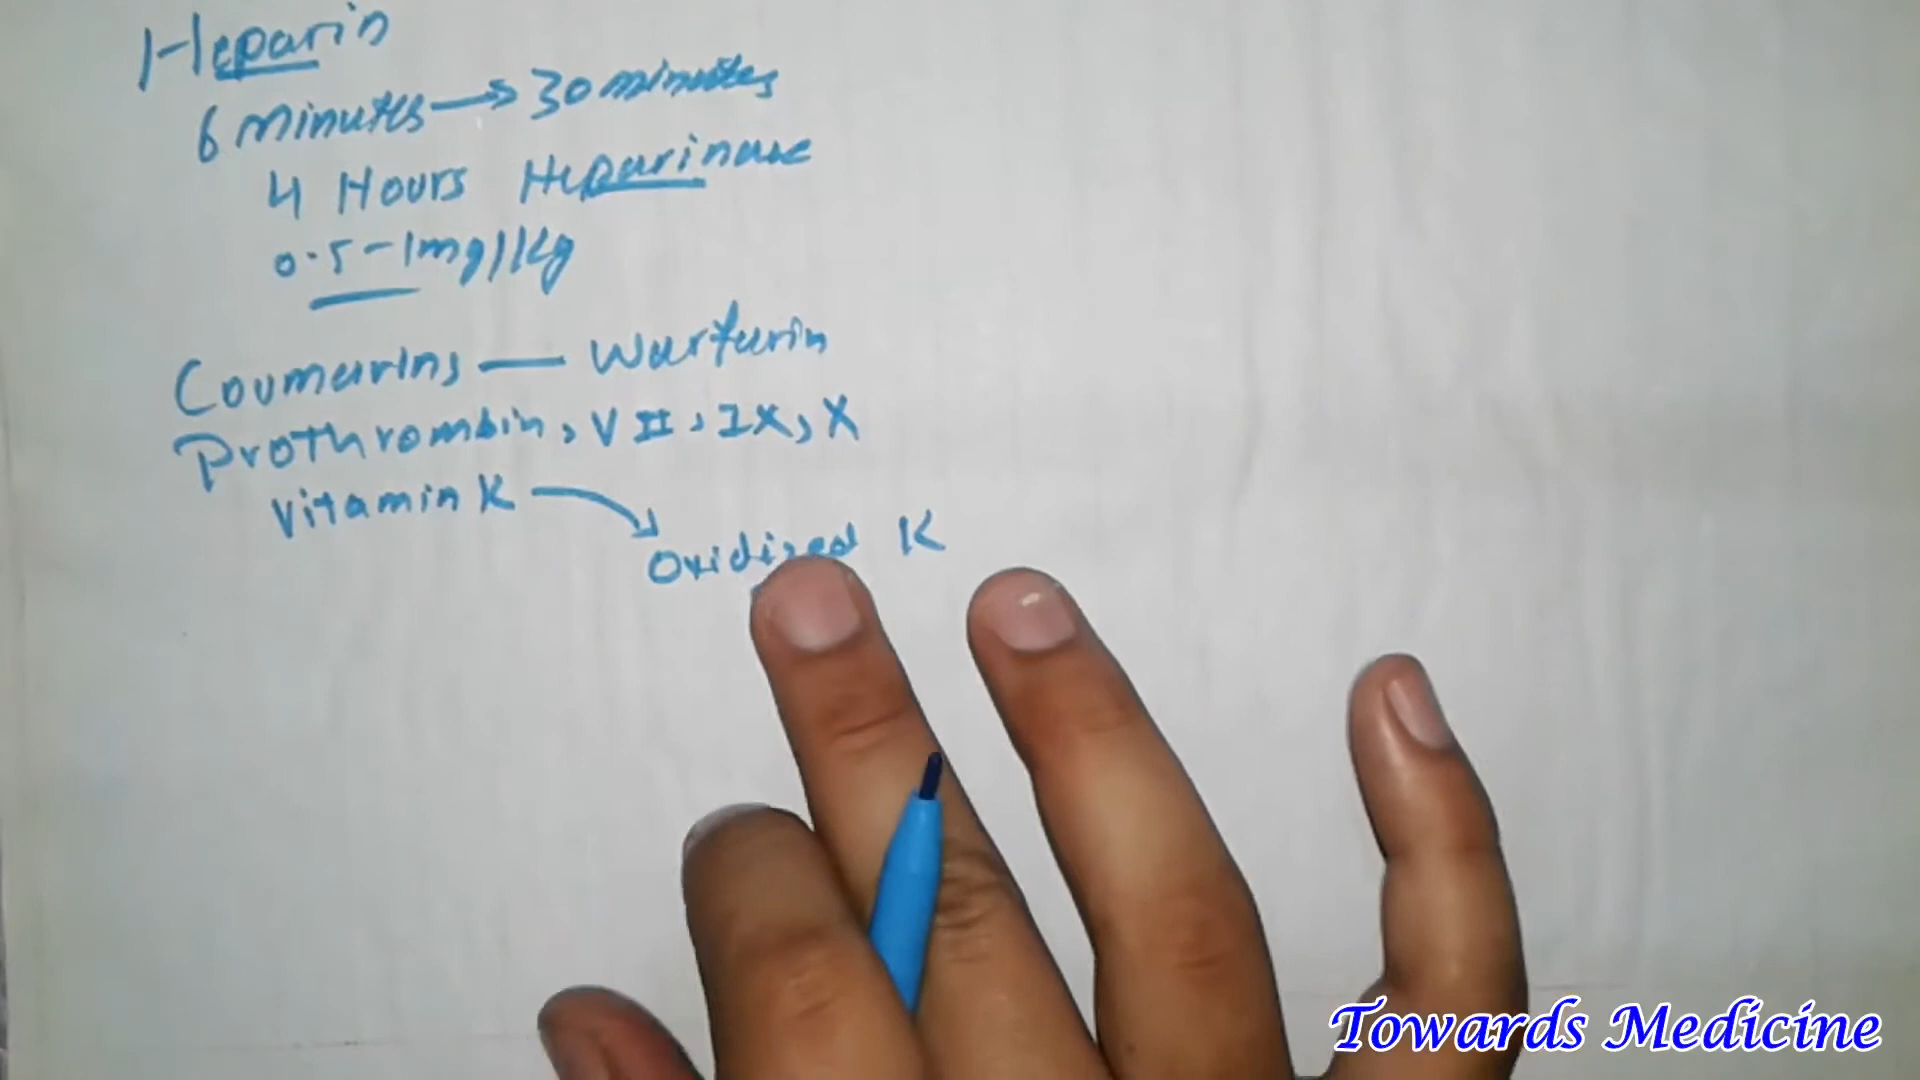 Heparin
6 Minutes → 30 minutes
4 Hours Heparinase
0.5-1mg/Kg
Coumarins — Warfarin
Prothrombin, VII, IX, X
Vitamin K →
Oxidized K
Towards Medicine